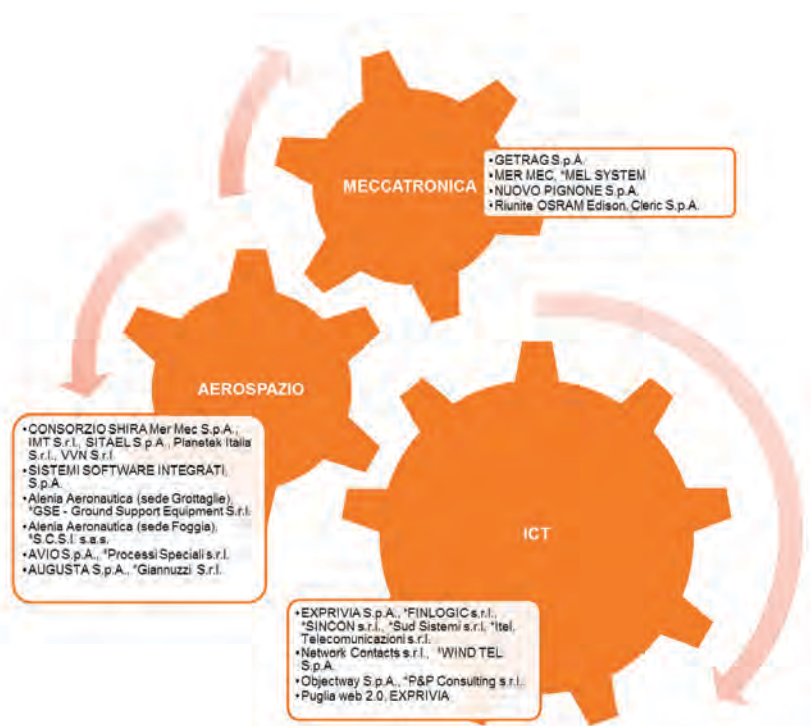 MECCATRONICA
•GETRAG S.p.A.
•MER MEC, *MEL SYSTEM
•NUOVO PIGNONE S.p.A.
•Riunite OSRAM Edison, Cleric S.p.A.
AEROSPAZIO
•CONSORZIO SHIRA Mer Mec S.p.A.,
IMT S.r.l., SITAEL S.p.A., Planetek Italia
S.r.l., VVN S.r.l.
•SISTEMI SOFTWARE INTEGRATI,
S.p.A.
•Alenia Aeronautica (sede Grottaglie),
*GSE - Ground Support Equipment S.r.l.
•Alenia Aeronautica (sede Foggia),
*S.C.S.I. s.a.s.
•AVIO S.p.A., *Processi Speciali s.r.l.
•AUGUSTA S.p.A., *Giannuzzi S.r.l.
ICT
•EXPRIVIA S.p.A., *FINLOGIC s.r.l.,
*SINCON s.r.l., *Sud Sistemi s.r.l, *Itel,
Telecomunicazioni s.r.l.
•Network Contacts s.r.l., *WIND TEL
S.p.A.
•Objectway S.p.A., *P&P Consulting s.r.l..
•Puglia web 2.0, EXPRIVIA